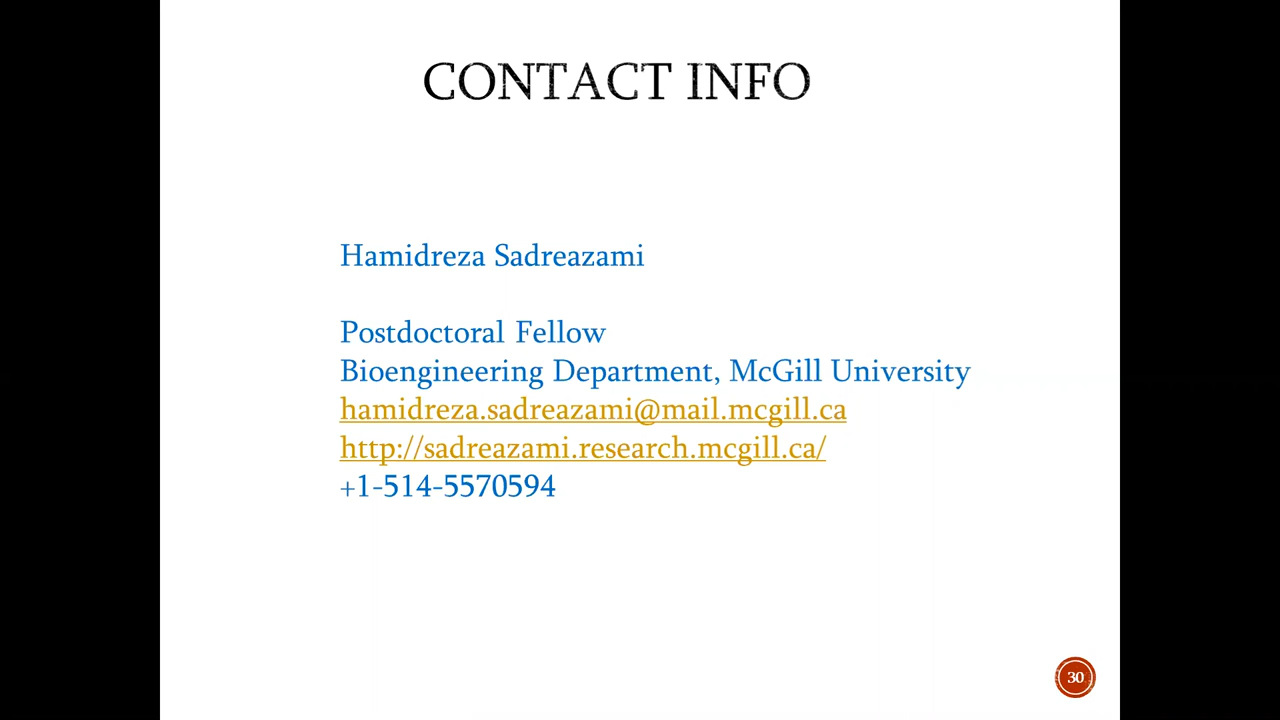 CONTACT INFO
Hamidreza Sadreazami
Postdoctoral Fellow
Bioengineering Department, McGill University
hamidreza.sadreazami@mail.mcgill.ca
http://sadreazami.research.mcgill.ca/
+1-514-5570594
30